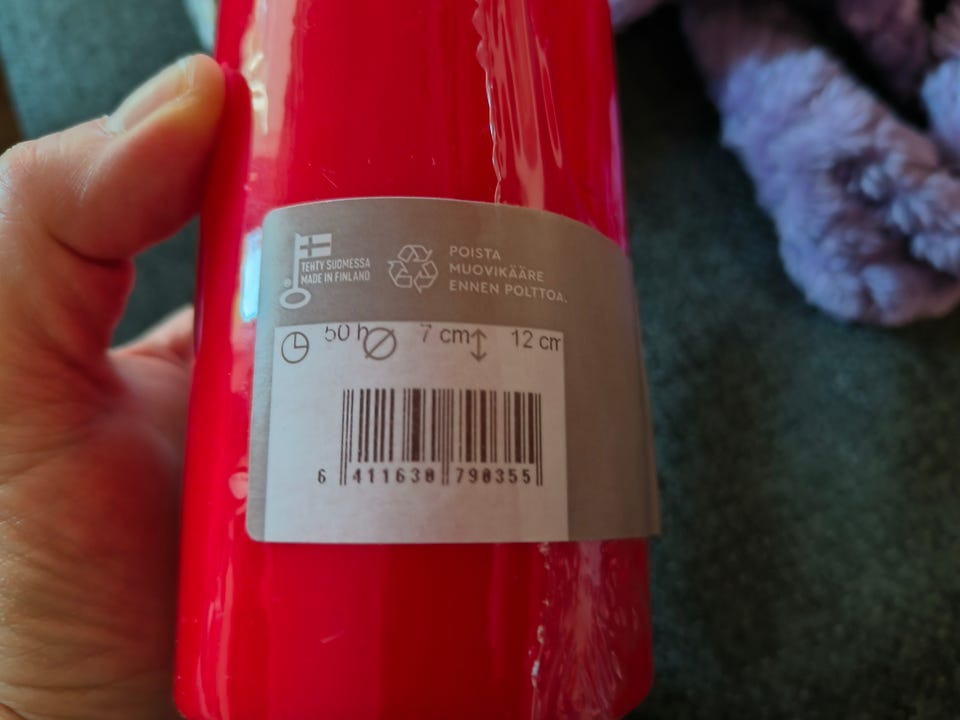 TEHTY SUOMESSA
MADE IN FINLAND
®
POISTA
MUOVIKÄÄRE
ENNEN POLTTOA.
50 h 7 cm 12 cm
6 411630 790355